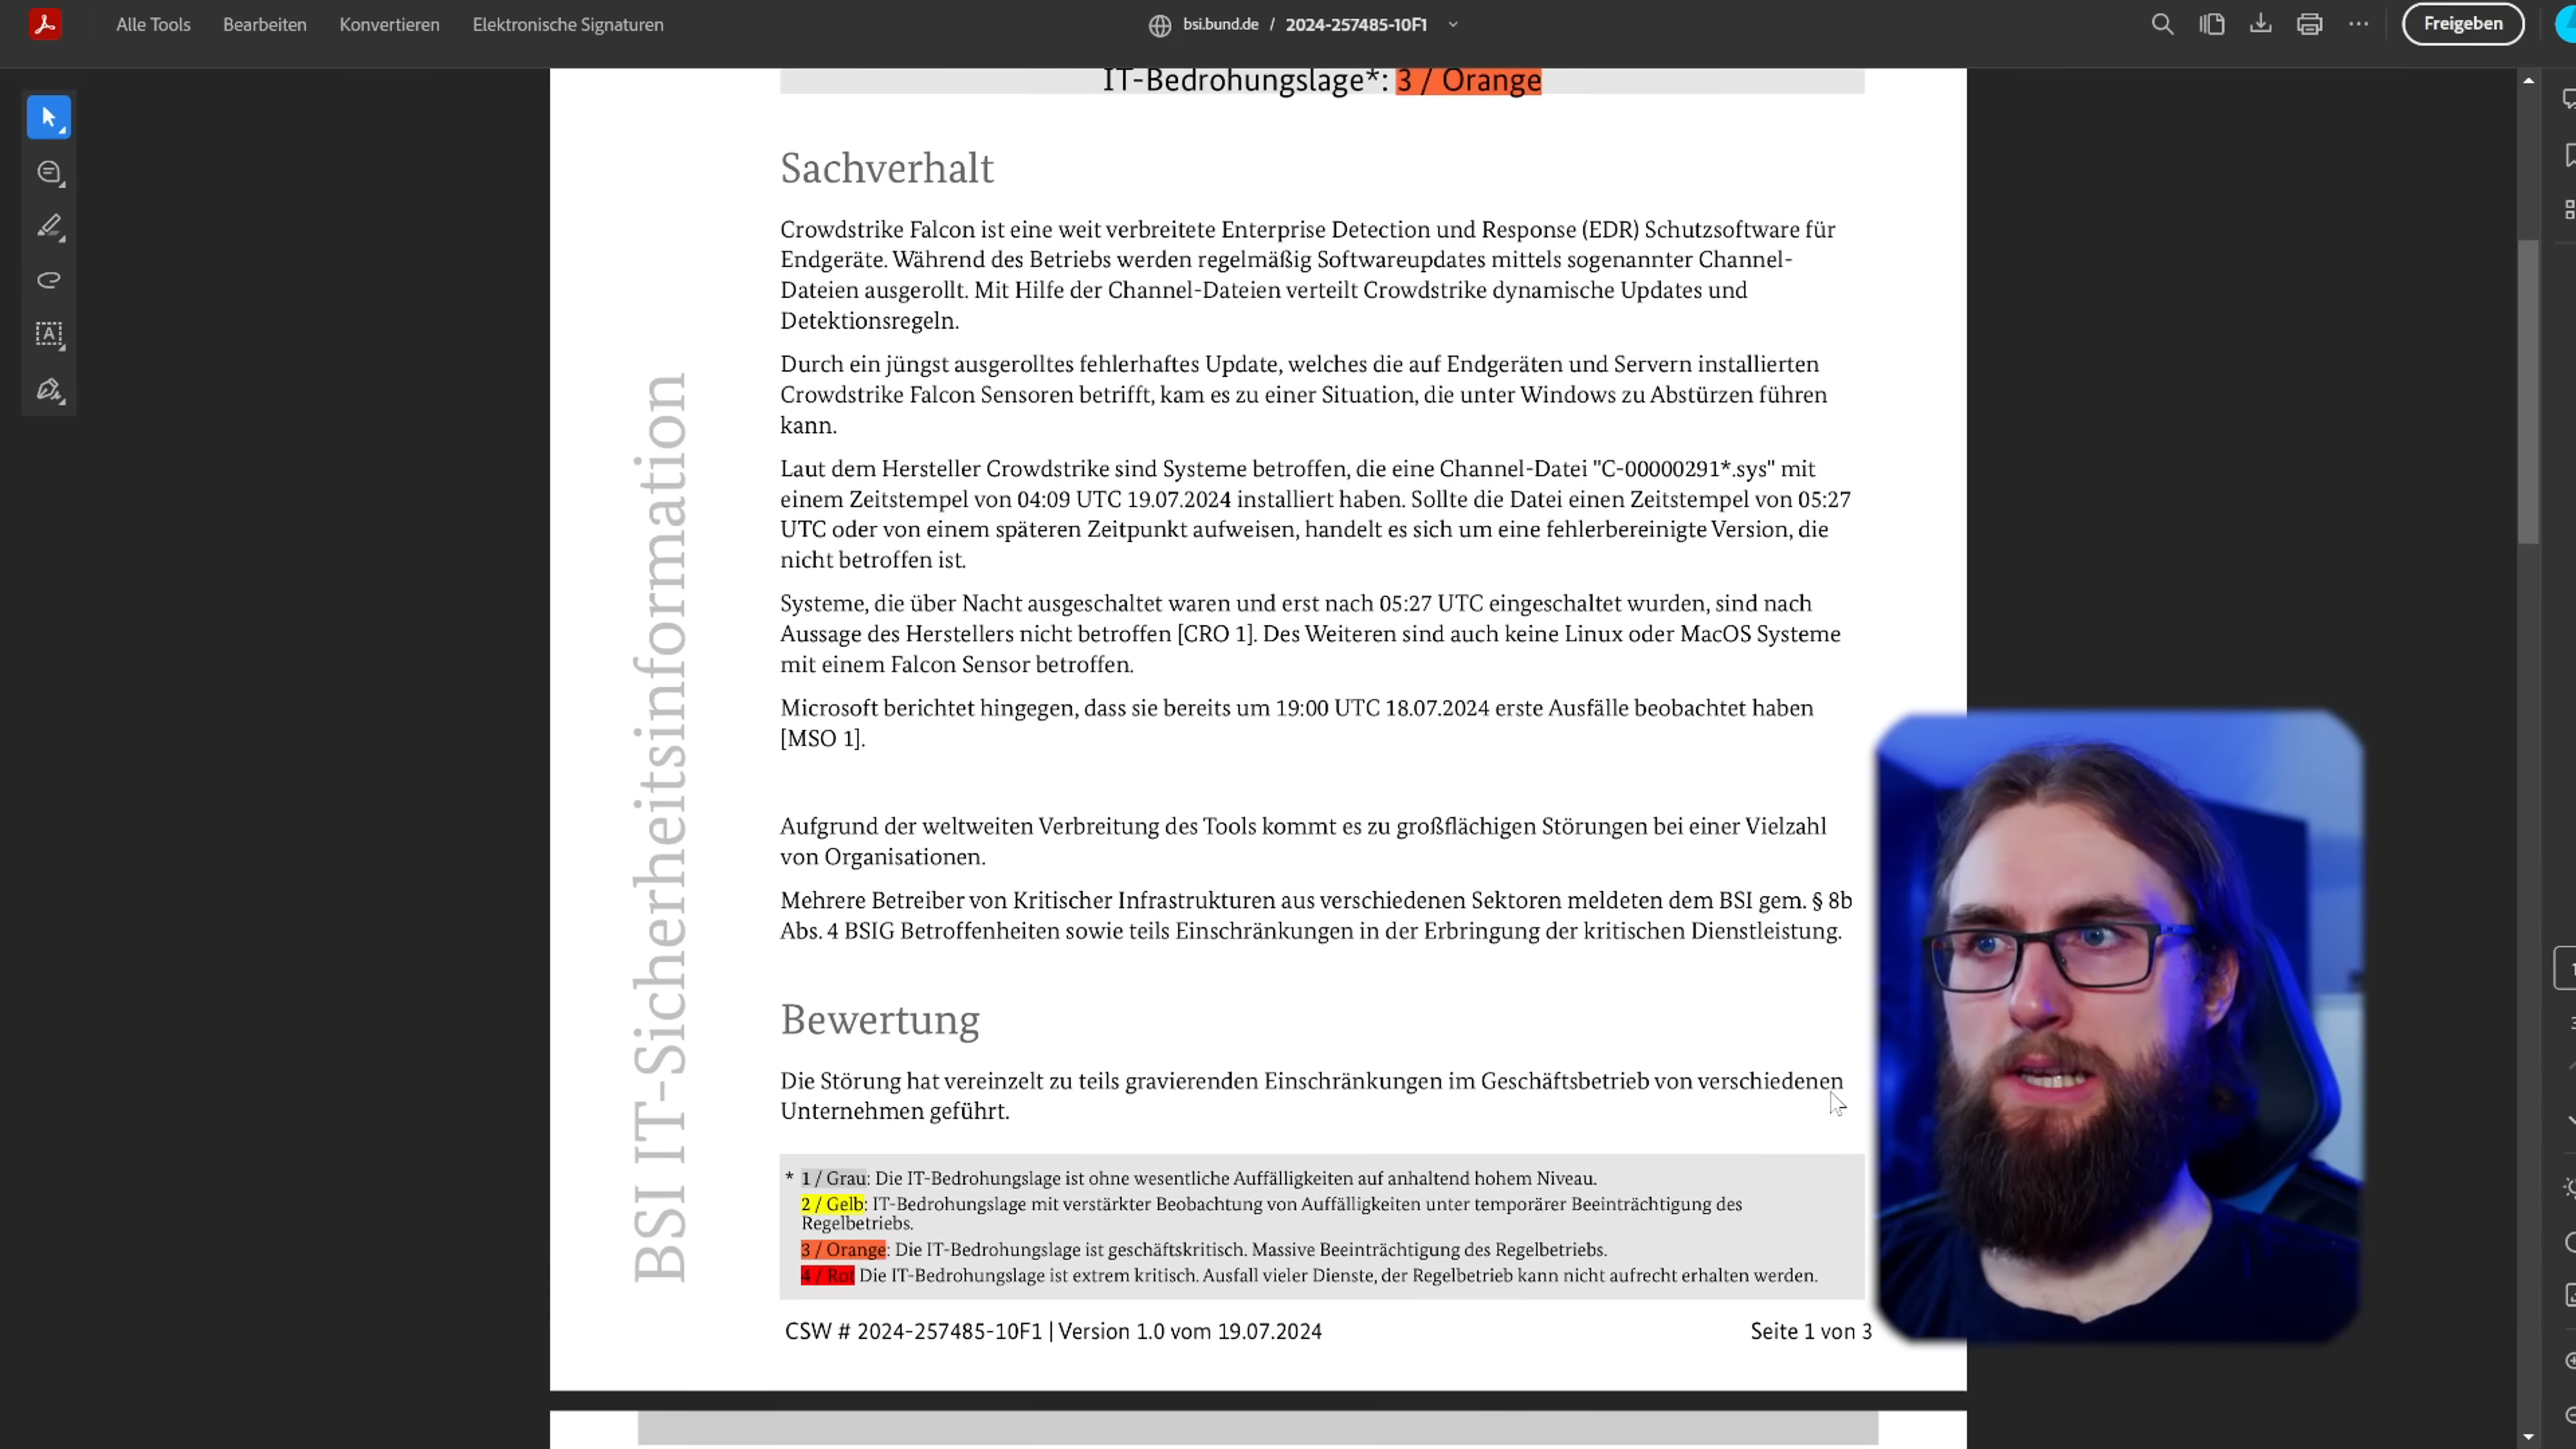 Alle Tools
Bearbeiten
Konvertieren
Elektronische Signaturen
bsi.bund.de / 2024-257485-10F1
Freigeben
IT-Bedrohungslage*: 3 / Orange
Sachverhalt
Crowdstrike Falcon ist eine weit verbreitete Enterprise Detection und Response (EDR) Schutzsoftware für
Endgeräte. Während des Betriebs werden regelmäßig Softwareupdates mittels sogenannter Channel-
Dateien ausgerollt. Mit Hilfe der Channel-Dateien verteilt Crowdstrike dynamische Updates und
Detektionsregeln.
Durch ein jüngst ausgerolltes fehlerhaftes Update, welches die auf Endgeräten und Servern installierten
Crowdstrike Falcon Sensoren betrifft, kam es zu einer Situation, die unter Windows zu Abstürzen führen
kann.
Laut dem Hersteller Crowdstrike sind Systeme betroffen, die eine Channel-Datei "C-00000291*.sys" mit
einem Zeitstempel von 04:09 UTC 19.07.2024 installiert haben. Sollte die Datei einen Zeitstempel von 05:27
UTC oder von einem späteren Zeitpunkt aufweisen, handelt es sich um eine fehlerbereinigte Version, die
nicht betroffen ist.
Systeme, die über Nacht ausgeschaltet waren und erst nach 05:27 UTC eingeschaltet wurden, sind nach
Aussage des Herstellers nicht betroffen [CRO 1]. Des Weiteren sind auch keine Linux oder MacOS Systeme
mit einem Falcon Sensor betroffen.
Microsoft berichtet hingegen, dass sie bereits um 19:00 UTC 18.07.2024 erste Ausfälle beobachtet haben
[MSO 1].
Aufgrund der weltweiten Verbreitung des Tools kommt es zu großflächigen Störungen bei einer Vielzahl
von Organisationen.
Mehrere Betreiber von Kritischer Infrastrukturen aus verschiedenen Sektoren meldeten dem BSI gem. § 8b
Abs. 4 BSIG Betroffenheiten sowie teils Einschränkungen in der Erbringung der kritischen Dienstleistung.
Bewertung
Die Störung hat vereinzelt zu teils gravierenden Einschränkungen im Geschäftsbetrieb von verschiedenen
Unternehmen geführt.
* 1 / Grau: Die IT-Bedrohungslage ist ohne wesentliche Auffälligkeiten auf anhaltend hohem Niveau.
2 / Gelb: IT-Bedrohungslage mit verstärkter Beobachtung von Auffälligkeiten unter temporärer Beeinträchtigung des
Regelbetriebs.
3 / Orange: Die IT-Bedrohungslage ist geschäftskritisch. Massive Beeinträchtigung des Regelbetriebs.
4 / Rot Die IT-Bedrohungslage ist extrem kritisch. Ausfall vieler Dienste, der Regelbetrieb kann nicht aufrecht erhalten werden.
CSW # 2024-257485-10F1 | Version 1.0 vom 19.07.2024
Seite 1 von 3
BSI IT-Sicherheitsinformation